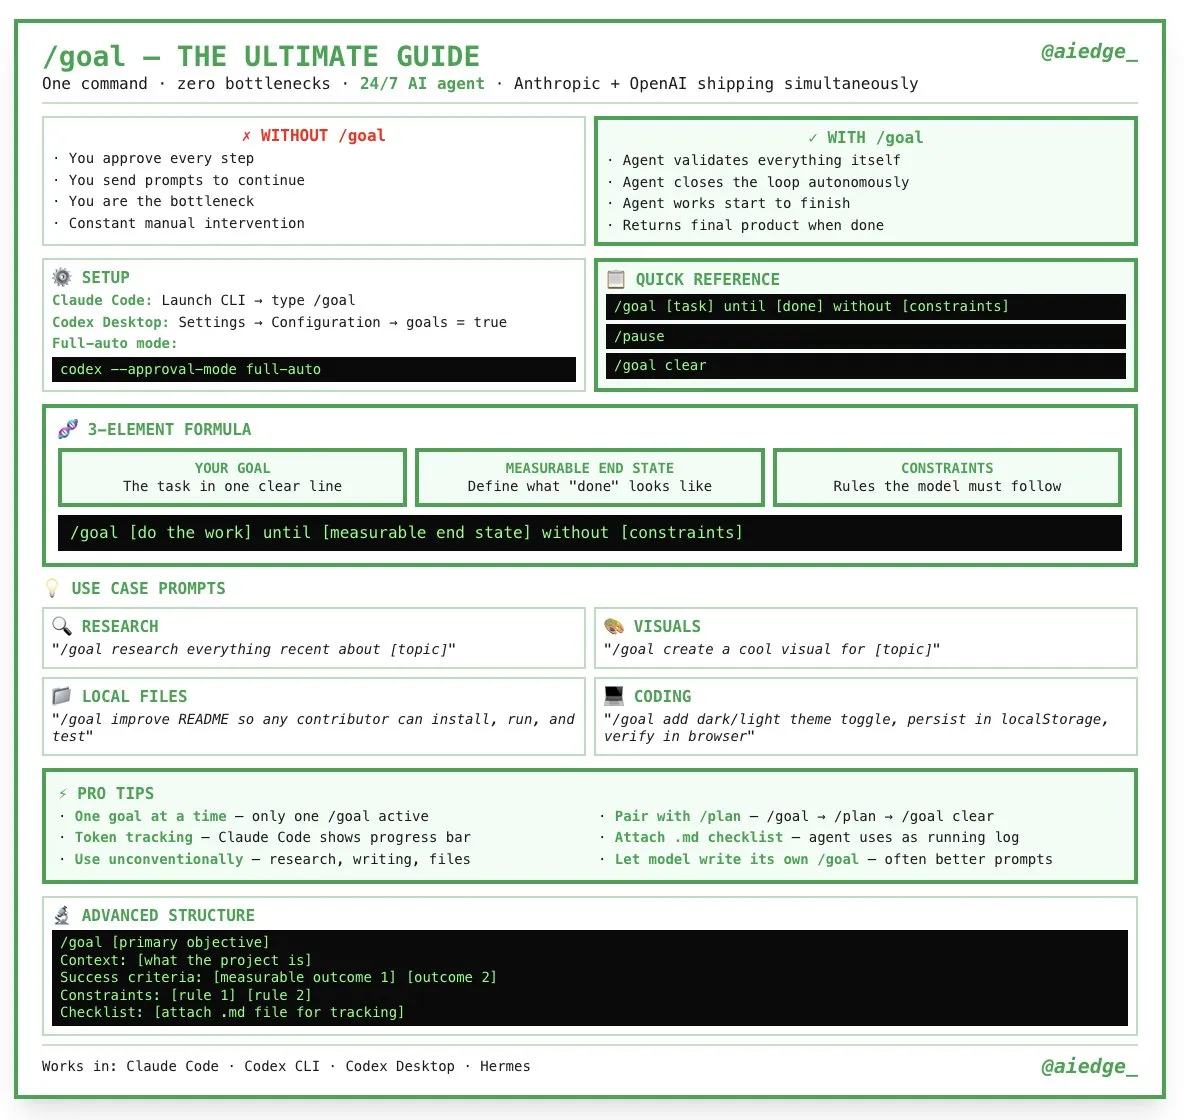 /goal — THE ULTIMATE GUIDE
@aiedge_
One command · zero bottlenecks · 24/7 AI agent · Anthropic + OpenAI shipping simultaneously
✗ WITHOUT /goal
· You approve every step
· You send prompts to continue
· You are the bottleneck
· Constant manual intervention
✓ WITH /goal
· Agent validates everything itself
· Agent closes the loop autonomously
· Agent works start to finish
· Returns final product when done
⚙️ SETUP
Claude Code: Launch CLI → type /goal
Codex Desktop: Settings → Configuration → goals = true
Full-auto mode:
codex --approval-mode full-auto
📋 QUICK REFERENCE
/goal [task] until [done] without [constraints]
/pause
/goal clear
🧬 3-ELEMENT FORMULA
YOUR GOAL
The task in one clear line
MEASURABLE END STATE
Define what "done" looks like
CONSTRAINTS
Rules the model must follow
/goal [do the work] until [measurable end state] without [constraints]
💡 USE CASE PROMPTS
🔍 RESEARCH
"/goal research everything recent about [topic]"
🎨 VISUALS
"/goal create a cool visual for [topic]"
📁 LOCAL FILES
"/goal improve README so any contributor can install, run, and
test"
💻 CODING
"/goal add dark/light theme toggle, persist in localStorage,
verify in browser"
⚡ PRO TIPS
· One goal at a time — only one /goal active
· Token tracking — Claude Code shows progress bar
· Use unconventionally — research, writing, files
· Pair with /plan — /goal → /plan → /goal clear
· Attach .md checklist — agent uses as running log
· Let model write its own /goal — often better prompts
🔬 ADVANCED STRUCTURE
/goal [primary objective]
Context: [what the project is]
Success criteria: [measurable outcome 1] [outcome 2]
Constraints: [rule 1] [rule 2]
Checklist: [attach .md file for tracking]
Works in: Claude Code · Codex CLI · Codex Desktop · Hermes
@aiedge_